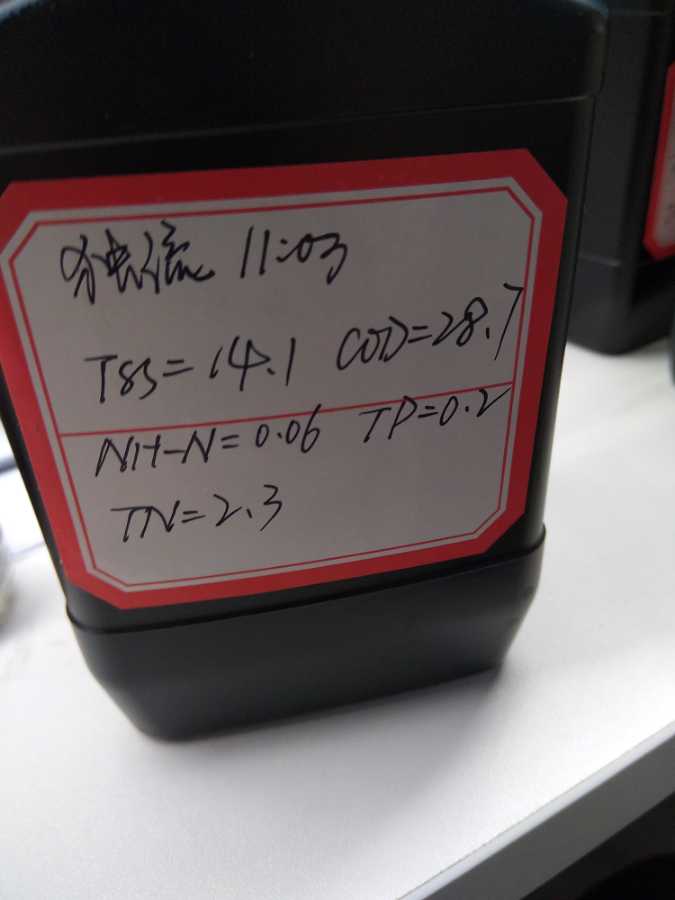 11:03
TSS=14.1 COD=28.7
NH-N=0.06 TP=0.2
TN=2.3